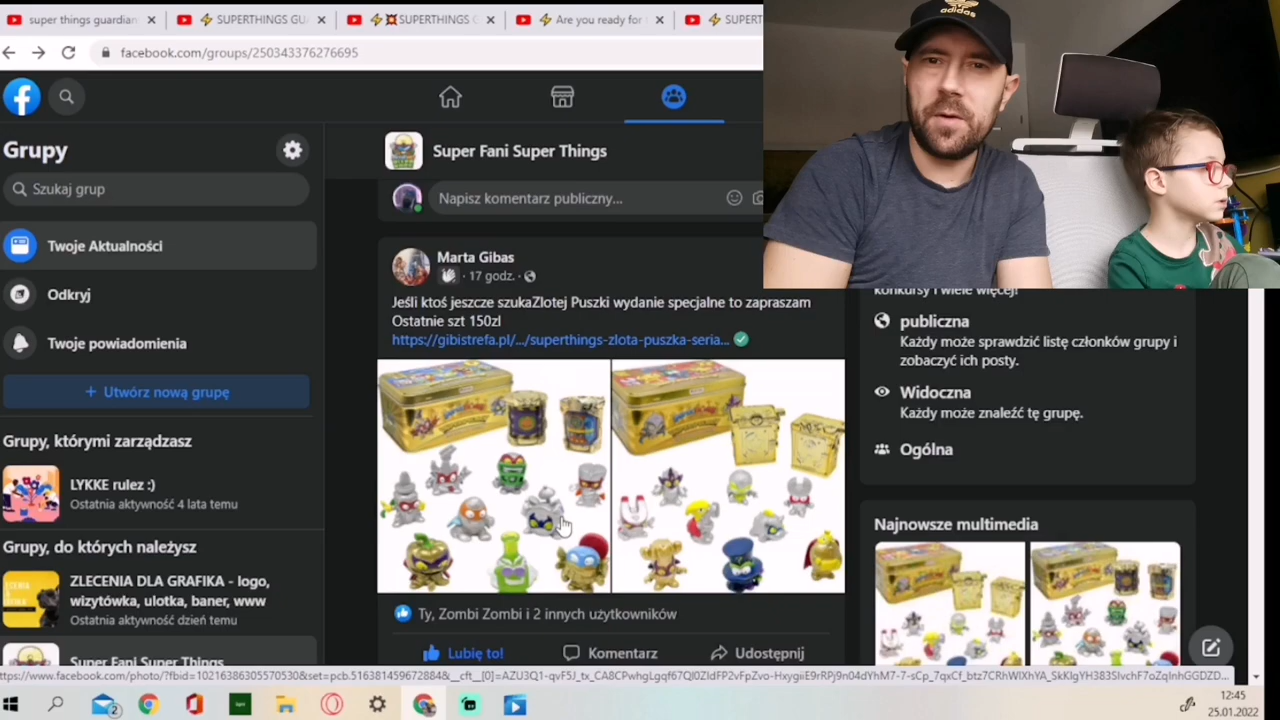 super things guardian
⚡ SUPERTHINGS GU
⚡💥SUPERTHINGS
⚡ Are you ready for
⚡ SUPERT
facebook.com/groups/250343376276695
adidas
Grupy
Szukaj grup
Twoje Aktualności
Odkryj
Twoje powiadomienia
+ Utwórz nową grupę
Grupy, którymi zarządzasz
LYKKE rulez :)
Ostatnia aktywność 4 lata temu
Grupy, do których należysz
ZLECENIA DLA GRAFIKA - logo,
wizytówka, ulotka, baner, www
Ostatnia aktywność dzień temu
Super Fani Super Things
Super Fani Super Things
Napisz komentarz publiczny...
Marta Gibas
· 17 godz. ·
Jeśli ktoś jeszcze szukaZlotej Puszki wydanie specjalne to zapraszam
Ostatnie szt 150zl
https://gibistrefa.pl/.../superthings-zlota-puszka-seria...
Ty, Zombi Zombi i 2 innych użytkowników
Lubię to!
Komentarz
Udostępnij
konkursy i wiele więcej!
publiczna
Każdy może sprawdzić listę członków grupy i
zobaczyć ich posty.
Widoczna
Każdy może znaleźć tę grupę.
Ogólna
Najnowsze multimedia
2
12:45
25.01.2022